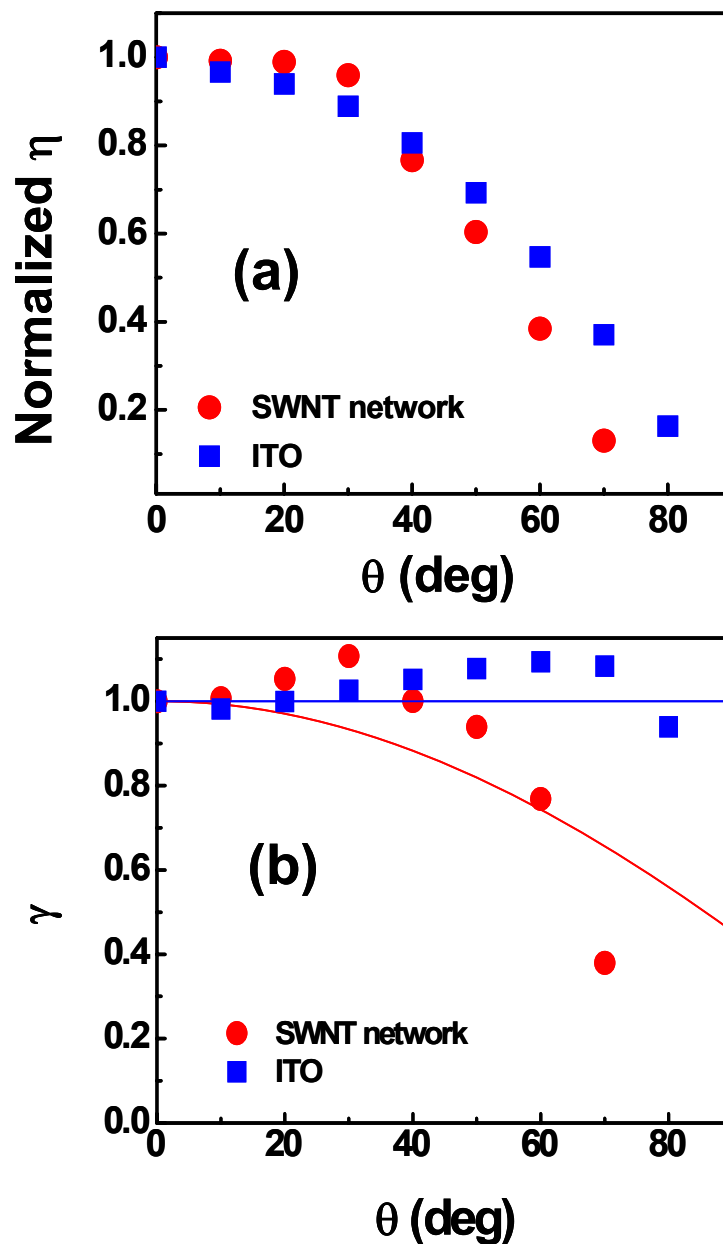 Normalized η
1.0
0.8
0.6
0.4
0.2
(a)
SWNT network
ITO
0 20 40 60 80
θ (deg)
γ
1.0
0.8
0.6
0.4
0.2
0.0
(b)
SWNT network
ITO
0 20 40 60 80
θ (deg)